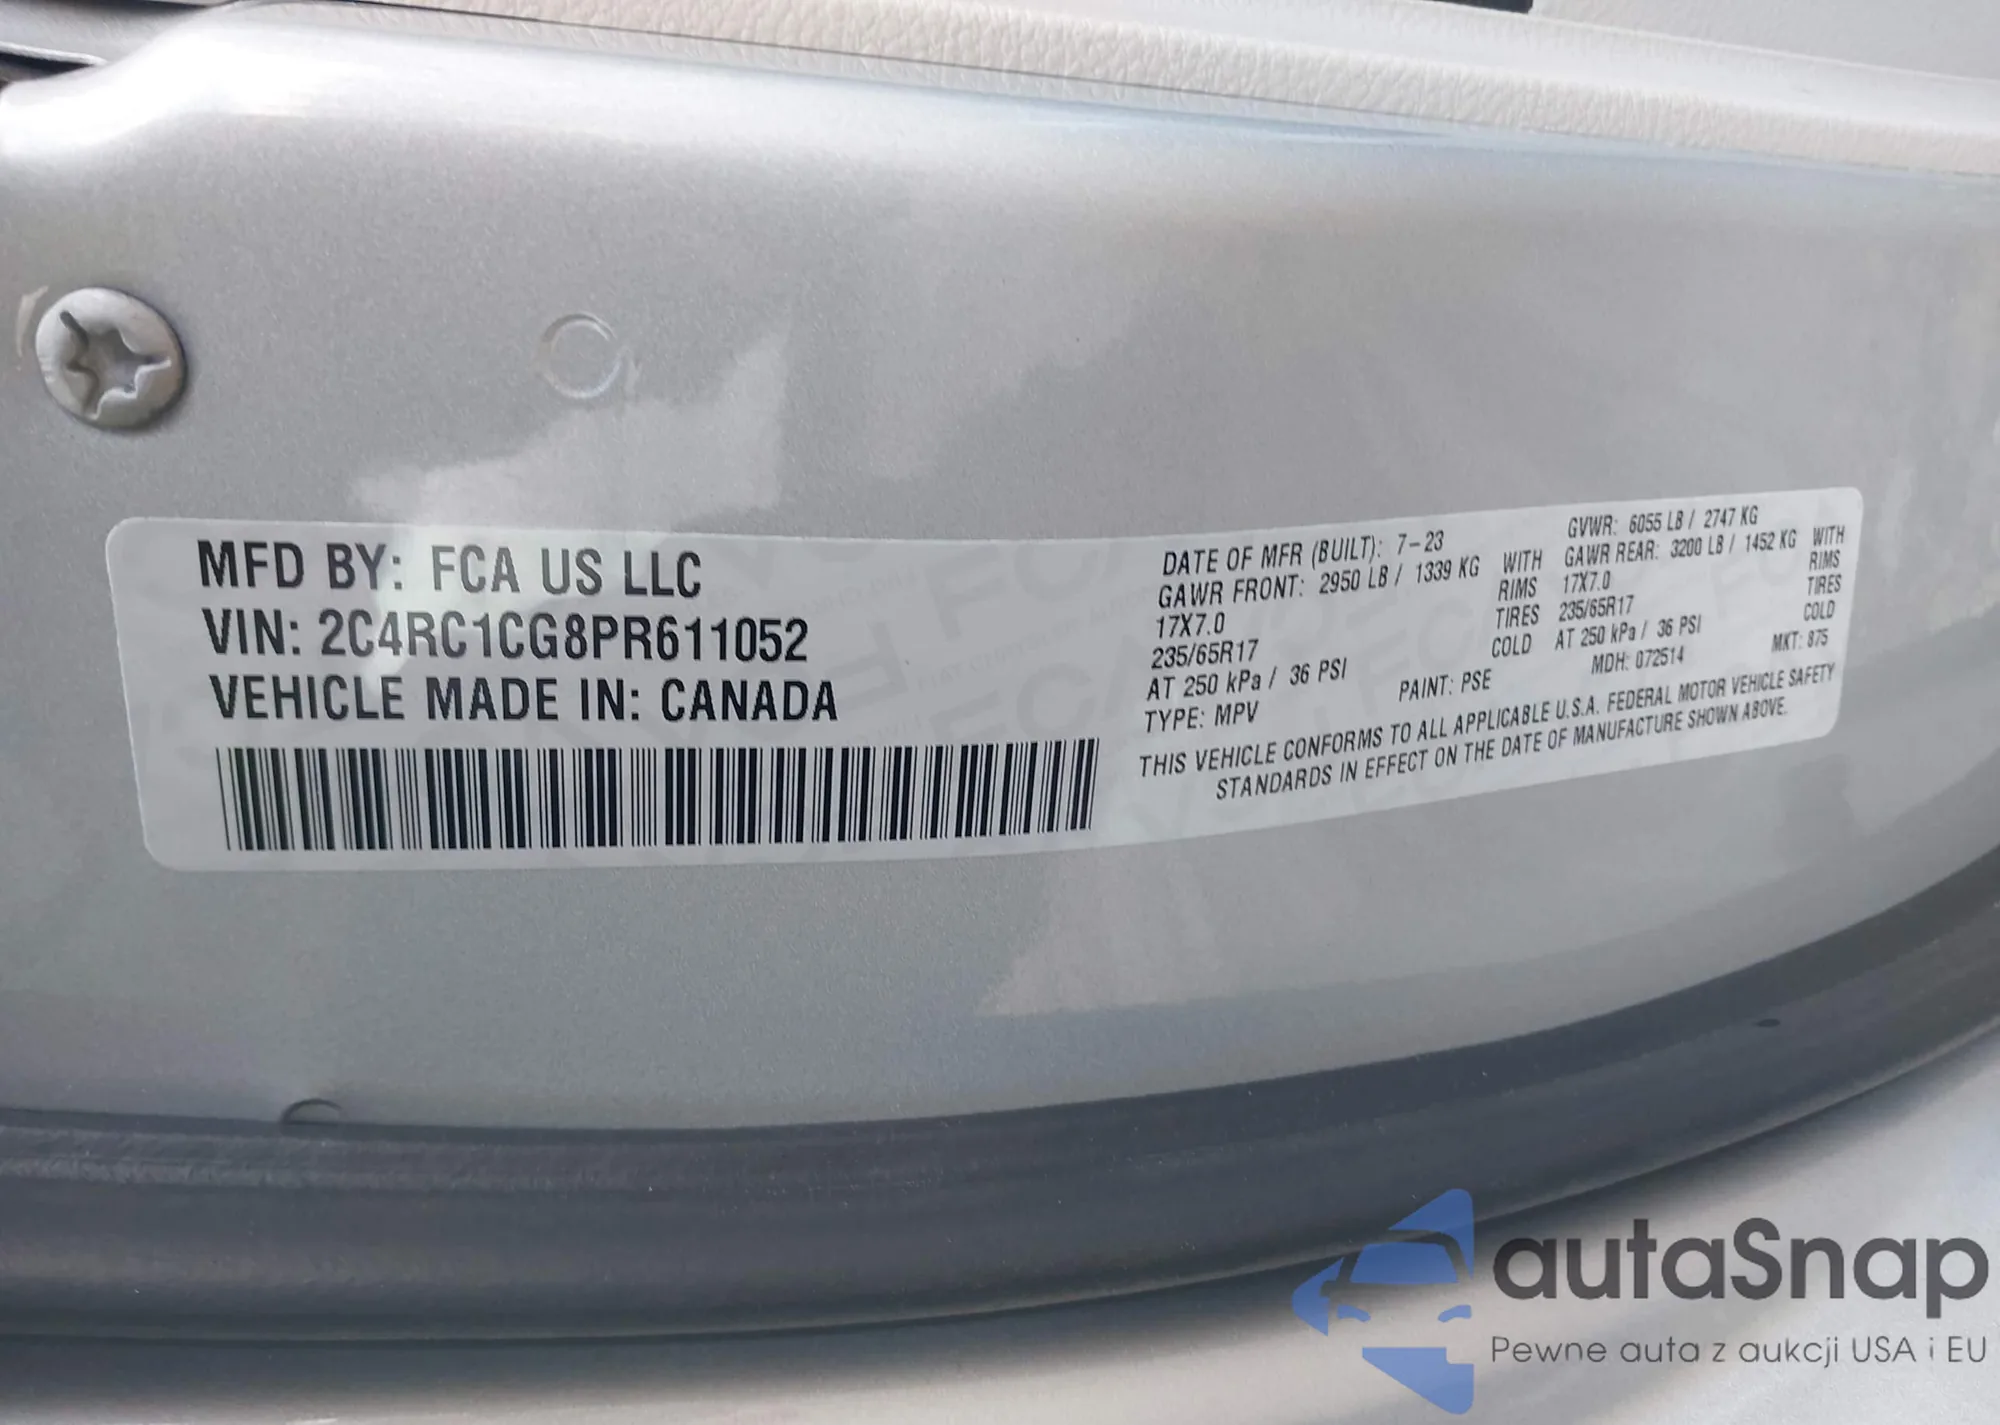 MFD BY: FCA US LLC
VIN: 2C4RC1CG8PR611052
VEHICLE MADE IN: CANADA
DATE OF MFR (BUILT): 7-23 GVWR: 6055 LB / 2747 KG
GAWR FRONT: 2950 LB / 1339 KG WITH GAWR REAR: 3200 LB / 1452 KG WITH
17X7.0 RIMS 17X7.0 RIMS
235/65R17 TIRES 235/65R17 TIRES
AT 250 kPa / 36 PSI COLD AT 250 kPa / 36 PSI COLD
TYPE: MPV PAINT: PSE MDH: 072514 MKT: 875
THIS VEHICLE CONFORMS TO ALL APPLICABLE U.S.A. FEDERAL MOTOR VEHICLE SAFETY
STANDARDS IN EFFECT ON THE DATE OF MANUFACTURE SHOWN ABOVE.
autaSnap
Pewne auta z aukcji USA i EU